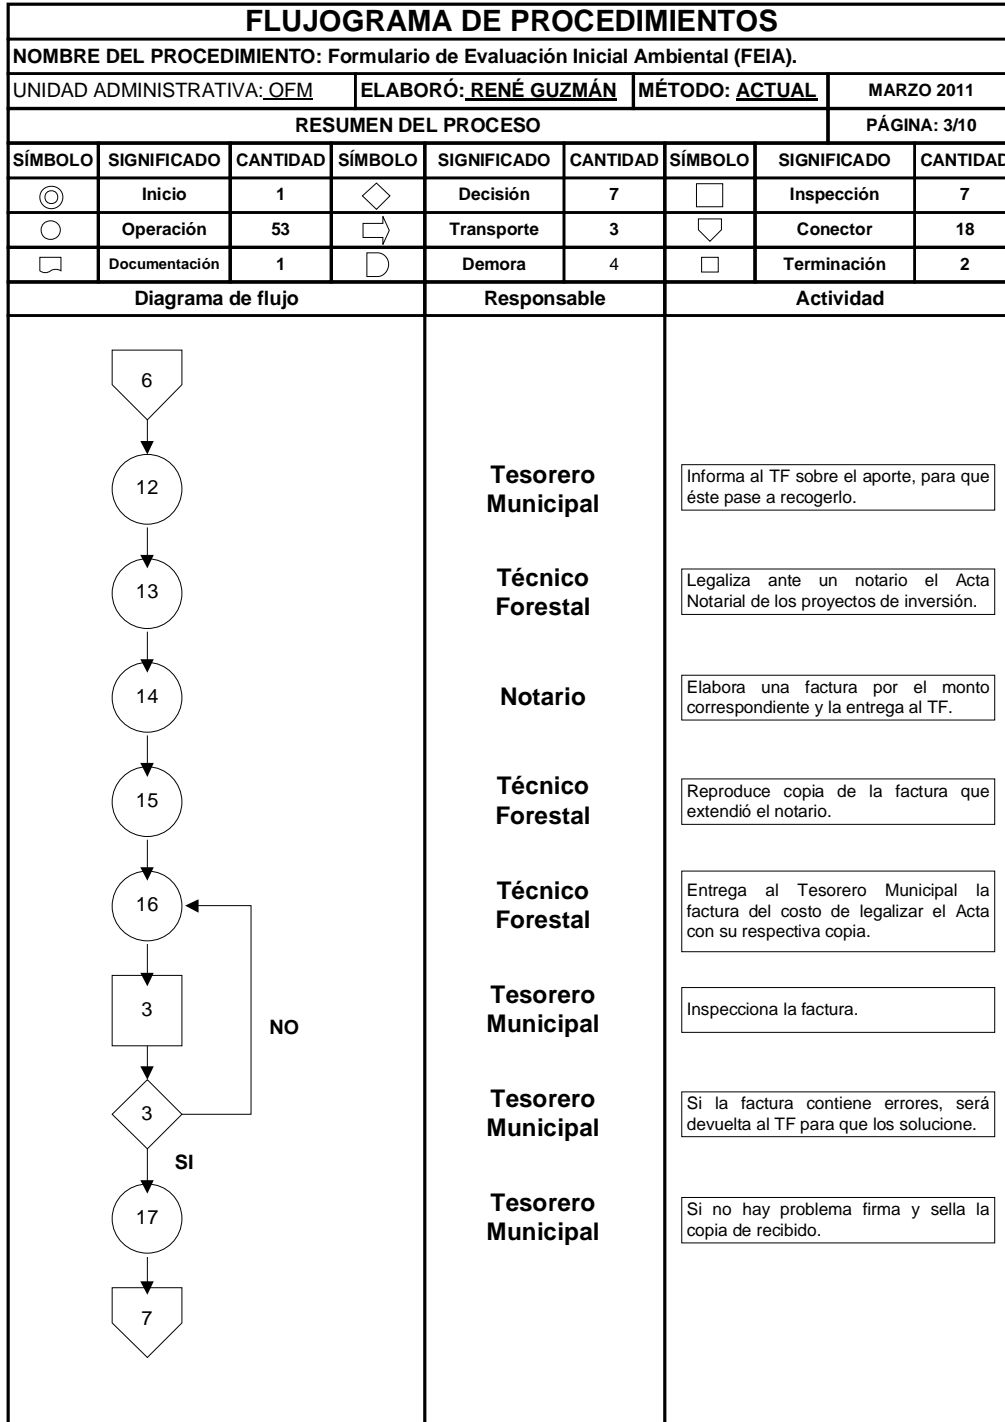 FLUJOGRAMA DE PROCEDIMIENTOS
NOMBRE DEL PROCEDIMIENTO: Formulario de Evaluación Inicial Ambiental (FEIA).
UNIDAD ADMINISTRATIVA: OFM ELABORÓ: RENÉ GUZMÁN MÉTODO: ACTUAL MARZO 2011
RESUMEN DEL PROCESO PÁGINA: 3/10
SÍMBOLO SIGNIFICADO CANTIDAD SÍMBOLO SIGNIFICADO CANTIDAD SÍMBOLO SIGNIFICADO CANTIDAD
Inicio 1 Decisión 7 Inspección 7
Operación 53 Transporte 3 Conector 18
Documentación 1 Demora 4 Terminación 2
Diagrama de flujo Responsable Actividad
6
12
Tesorero
Municipal
Informa al TF sobre el aporte, para que
éste pase a recogerlo.
13
Técnico
Forestal
Legaliza ante un notario el Acta
Notarial de los proyectos de inversión.
14
Notario
Elabora una factura por el monto
correspondiente y la entrega al TF.
15
Técnico
Forestal
Reproduce copia de la factura que
extendió el notario.
16
Técnico
Forestal
Entrega al Tesorero Municipal la
factura del costo de legalizar el Acta
con su respectiva copia.
3
NO
Tesorero
Municipal
Inspecciona la factura.
3
SI
Tesorero
Municipal
Si la factura contiene errores, será
devuelta al TF para que los solucione.
17
Tesorero
Municipal
Si no hay problema firma y sella la
copia de recibido.
7